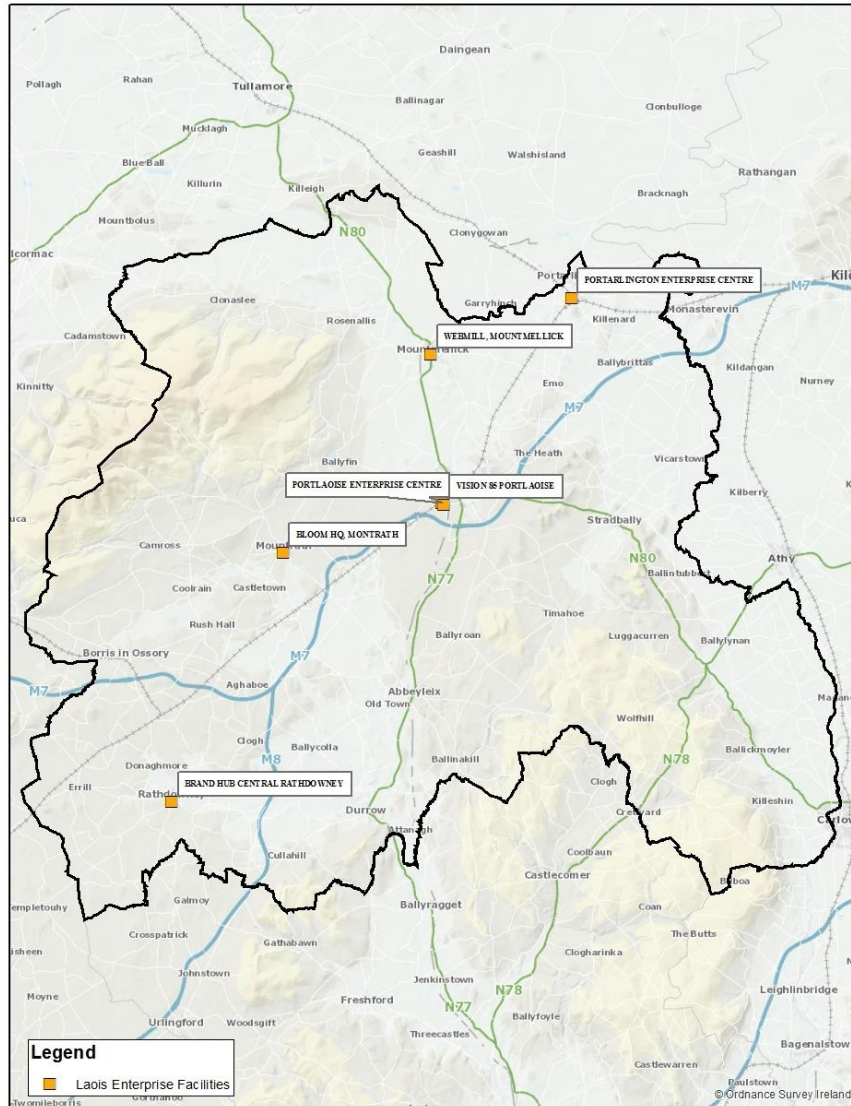 Daingean
Rahan
Pollagh
Tullamore
Ballinagar
Clonbulloge
Mucklagh
Geashill
Walshisland
Blue Ball
Rathangan
Killurin
Killeigh
Bracknagh
Mountbolus
N80
Clonygowan
lcormac
PORTARLINGTON ENTERPRISE CENTRE
M7
Clonaslee
Garryhinch
Killenard
Monasterevin
Rosenallis
WEBMILL, MOUNTMELLICK
Cadamstown
Ballybrittas
Kildangan
Kinnitty
Emo
Nurney
M7
The Heath
Ballyfin
Vicarstown
PORTLAOISE ENTERPRISE CENTRE
VISION 85 PORTLAOISE
Kilberry
Stradbally
BLOOM HQ, MONTRATH
Camross
N80
Athy
Ballintubbert
Coolrain
Castletown
N77
Timahoe
Rush Hall
Ballyroan
Luggacurren
Ballylynan
Borris in Ossory
M7
M7
Aghaboe
Abbeyleix
Old Town
Wolfhill
Clogh
Ballycolla
Ballickmoyler
M8
N78
Donaghmore
Ballinakill
Errill
Clogh
BRAND HUB CENTRAL RATHDOWNEY
Killeshin
Durrow
Attanagh
Coolbaun
Cullahill
Castlecomer
Galmoy
Ballyragget
Coan
Crosspatrick
The Butts
Gathabawn
Clogharinka
Johnstown
Jenkinstown
Moyne
Freshford
N78
Leighlinbridge
N77
Ballyfoyle
Urlingford
Woodsgift
Threecastles
Bagenalstow
Legend
Castlewarren
Laois Enterprise Facilities
Paulstown
© Ordnance Survey Ireland